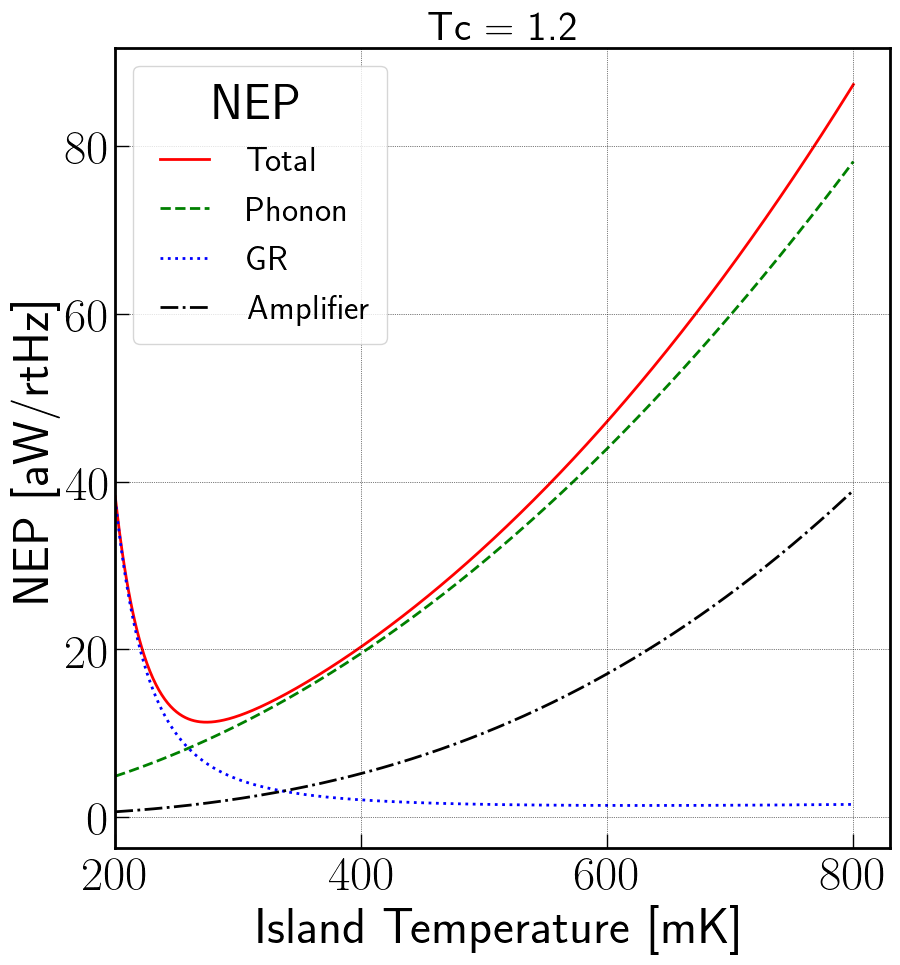 Tc = 1.2
NEP
Total
Phonon
GR
Amplifier
NEP [aW/rtHz]
80
60
40
20
0
200 400 600 800
Island Temperature [mK]